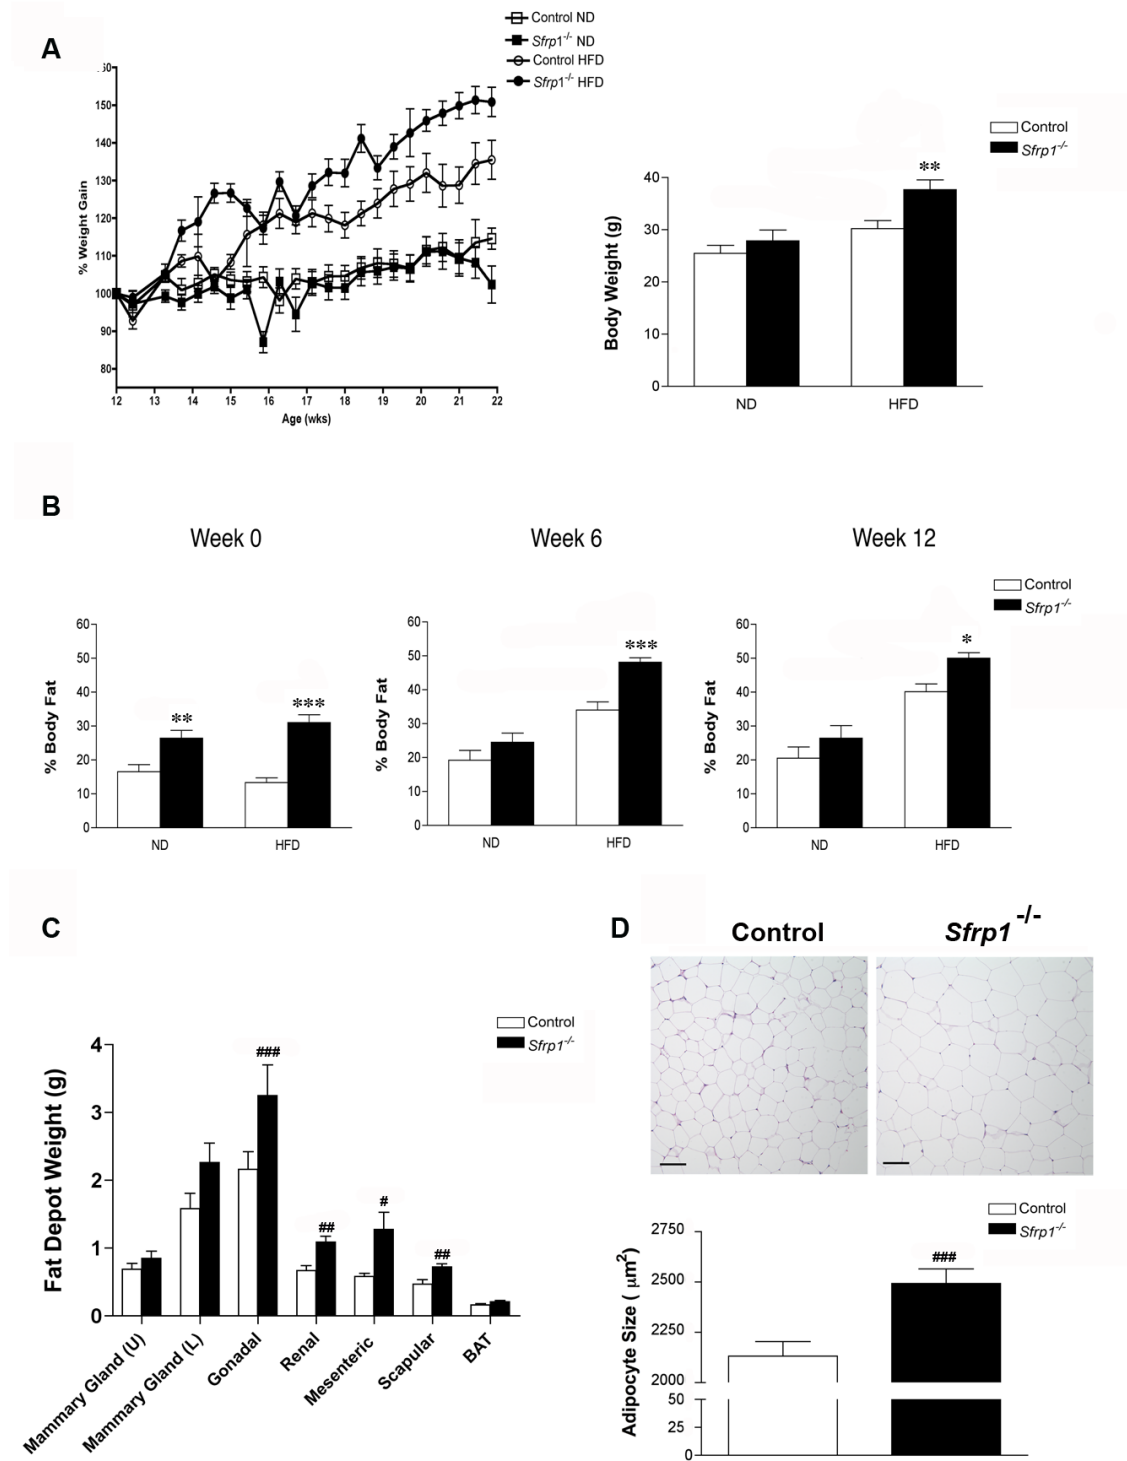 A
Control ND
Sfrp1-/- ND
Control HFD
Sfrp1-/- HFD
% Weight Gain
150
140
130
120
110
100
90
80
12 13 14 15 16 17 18 19 20 21 22
Age (wks)
Control
Sfrp1-/-
Body Weight (g)
40
30
20
10
0
**
ND HFD
B
Week 0 Week 6 Week 12
Control
Sfrp1-/-
% Body Fat
60
50
40
30
20
10
0
** ***
ND HFD
% Body Fat
60
50
40
30
20
10
0
***
ND HFD
% Body Fat
60
50
40
30
20
10
0
*
ND HFD
C
Control
Sfrp1-/-
Fat Depot Weight (g)
4
3
2
1
0
### ## # ##
Mammary Gland (U)
Mammary Gland (L)
Gonadal
Renal
Mesenteric
Scapular
BAT
D
Control Sfrp1 -/-
Control
Sfrp1-/-
Adipocyte Size ( μm2)
2750
2500
2250
2000
50
25
0
###